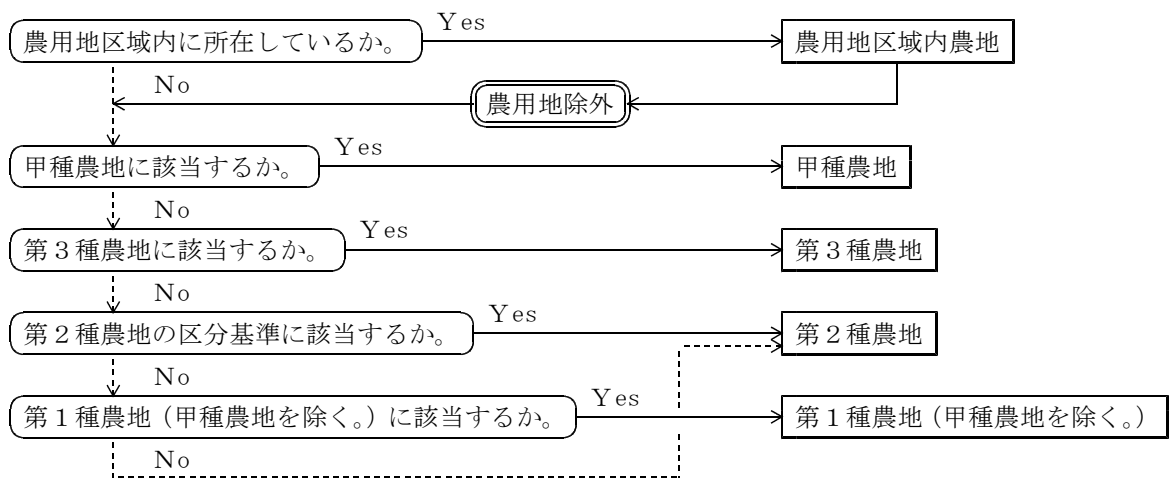 農用地区域内に所在しているか。
Yes
農用地区域内農地
No
農用地除外
甲種農地に該当するか。
Yes
甲種農地
No
第3種農地に該当するか。
Yes
第3種農地
No
第2種農地の区分基準に該当するか。
Yes
第2種農地
No
第1種農地(甲種農地を除く。)に該当するか。
Yes
第1種農地(甲種農地を除く。)
No